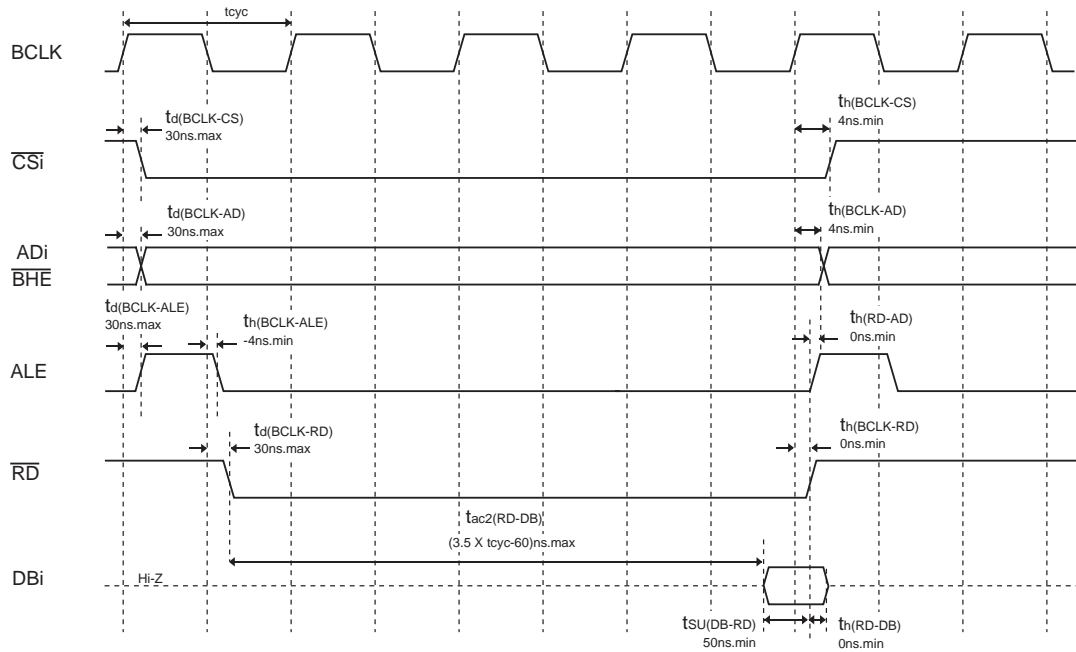 tcyc
BCLK
td(BCLK-CS)
30ns.max
th(BCLK-CS)
4ns.min
CSi
td(BCLK-AD)
30ns.max
th(BCLK-AD)
4ns.min
ADi
BHE
td(BCLK-ALE)
30ns.max
th(BCLK-ALE)
-4ns.min
th(RD-AD)
0ns.min
ALE
td(BCLK-RD)
30ns.max
th(BCLK-RD)
0ns.min
RD
tac2(RD-DB)
(3.5 X tcyc-60)ns.max
DBi
Hi-Z
tSU(DB-RD)
50ns.min
th(RD-DB)
0ns.min